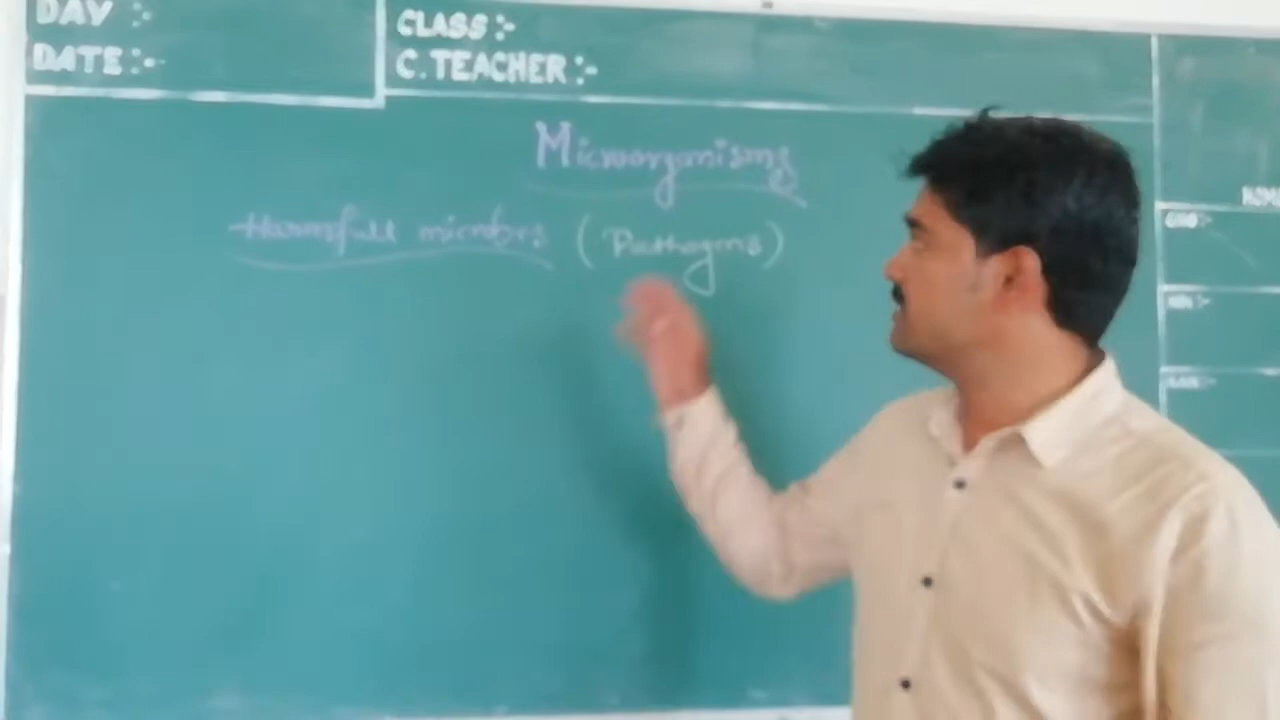 DAY :-
DATE :-
CLASS :-
C. TEACHER :-
Microorganisms
Harmfull microbes (Pathogens)